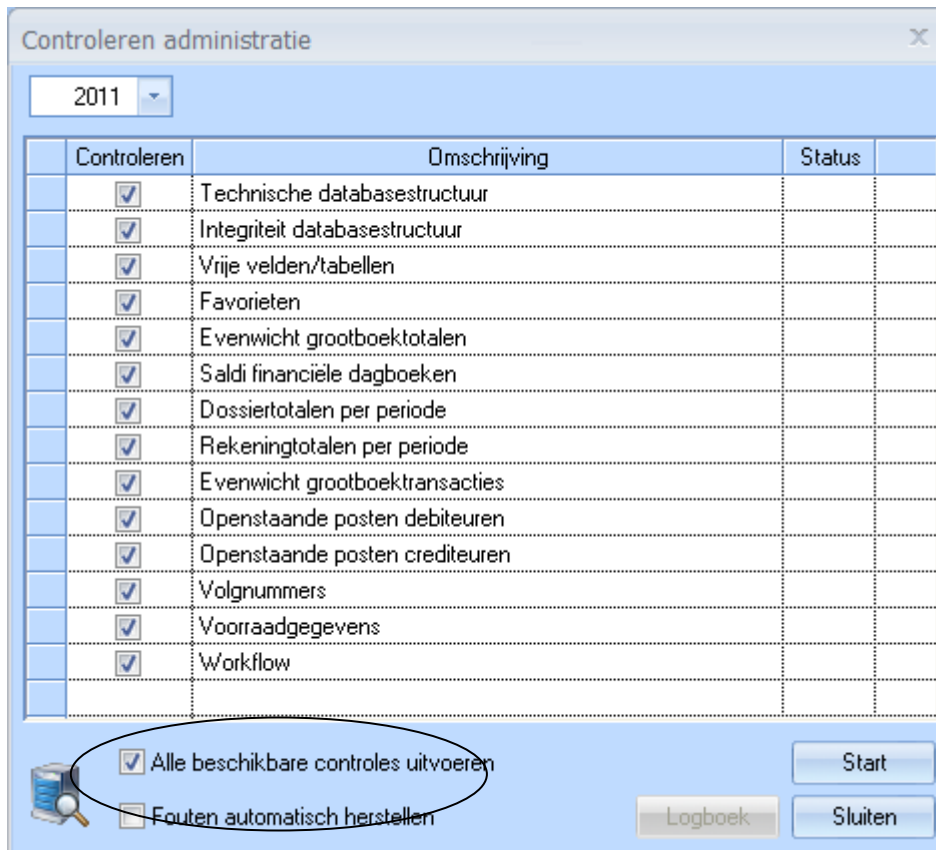 Controleren administratie
2011
Controleren Omschrijving Status
Technische databasestructuur
Integriteit databasestructuur
Vrije velden/tabellen
Favorieten
Evenwicht grootboektotalen
Saldi financiële dagboeken
Dossiertotalen per periode
Rekeningtotalen per periode
Evenwicht grootboektransacties
Openstaande posten debiteuren
Openstaande posten crediteuren
Volgnummers
Voorraadgegevens
Workflow
Alle beschikbare controles uitvoeren Start
Fouten automatisch herstellen Logboek Sluiten